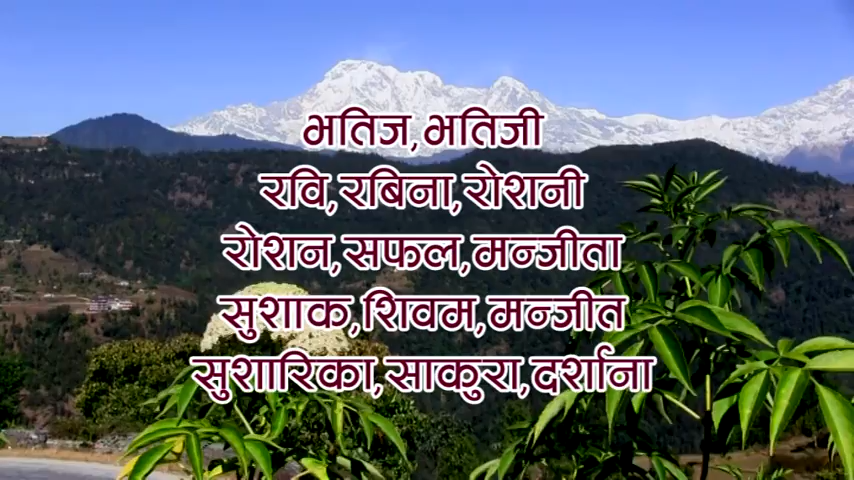 भतिज, भतिजी
रवि, रबिना, रोशनी
रोशन, सफल, मन्जीता
सुशाक, शिवम, मन्जीत
सुशारिका, साकुरा, दर्शाना